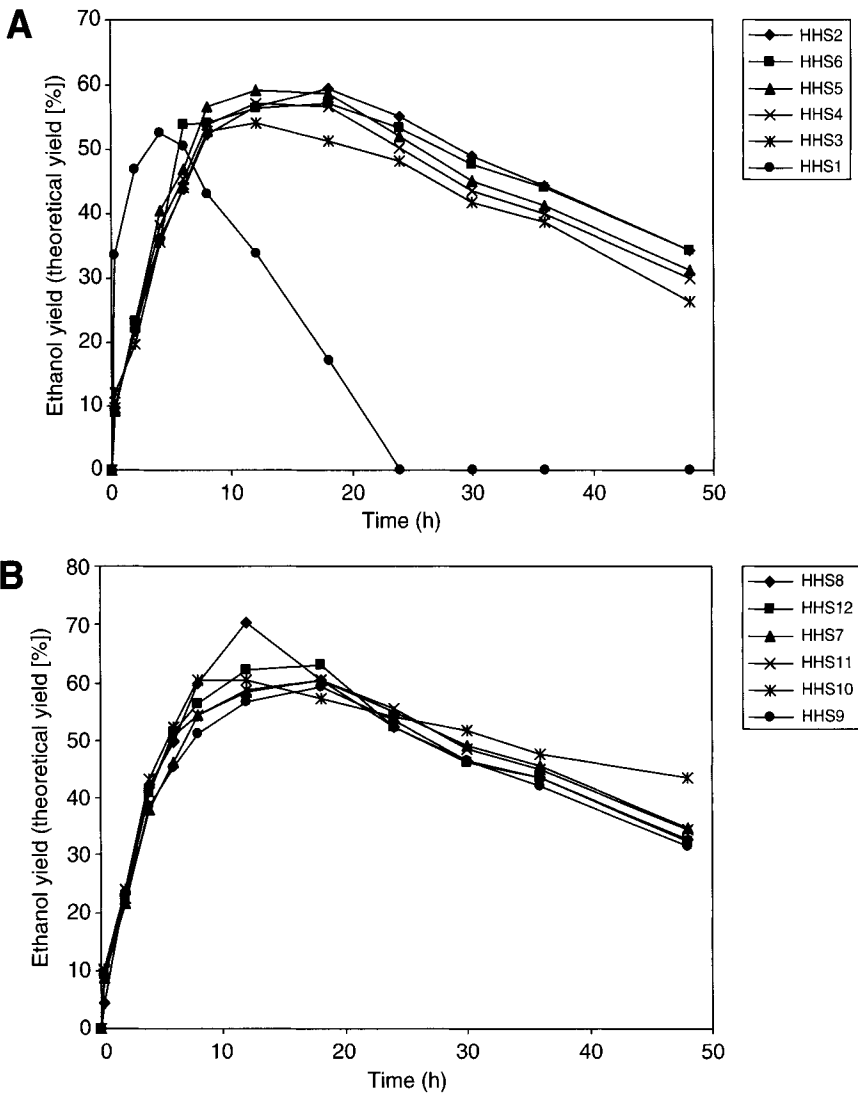 A
Ethanol yield (theoretical yield [%])
70
60
50
40
30
20
10
0
0 10 20 30 40 50
Time (h)
HHS2
HHS6
HHS5
HHS4
HHS3
HHS1
B
Ethanol yield (theoretical yield [%])
80
70
60
50
40
30
20
10
0
0 10 20 30 40 50
Time (h)
HHS8
HHS12
HHS7
HHS11
HHS10
HHS9